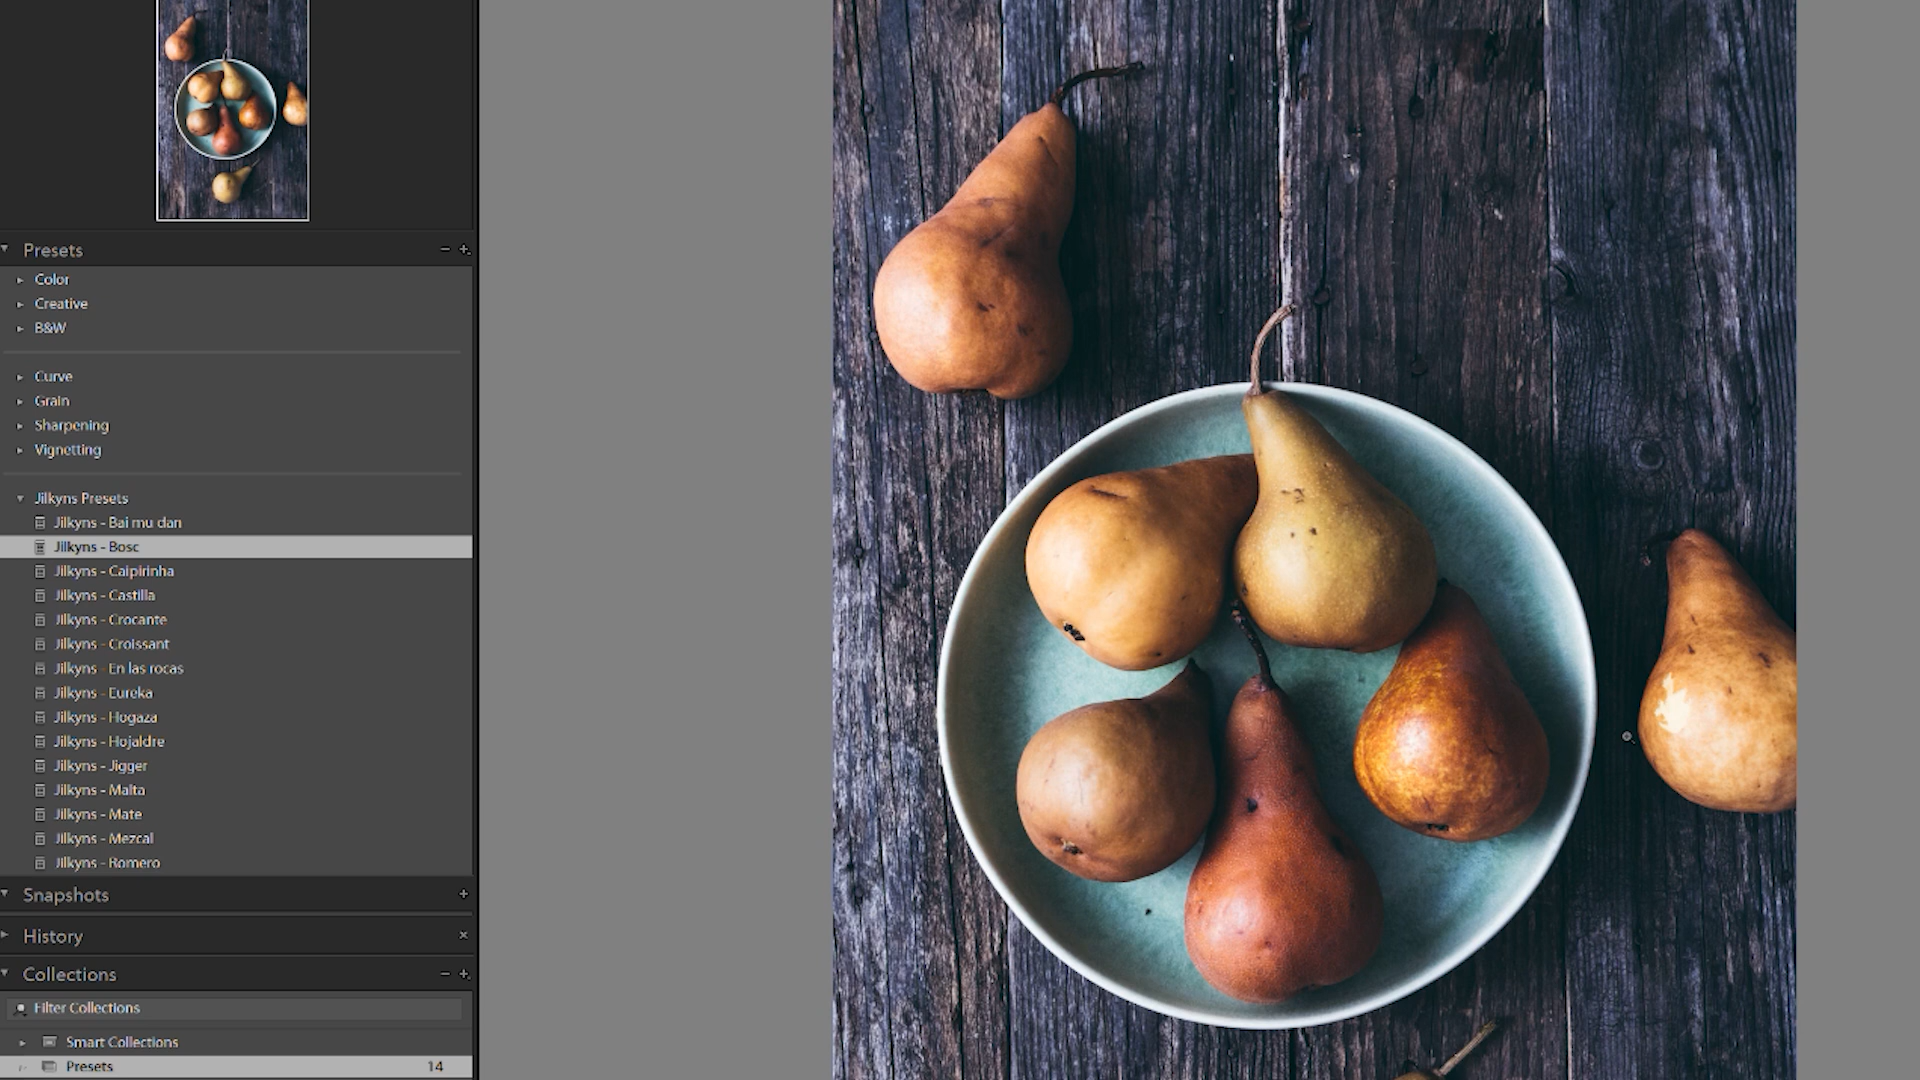 Presets
Color
Creative
B&W
Curve
Grain
Sharpening
Vignetting
Jilkyns Presets
Jilkyns - Bai mu dan
Jilkyns - Bosc
Jilkyns - Caipirinha
Jilkyns - Castilla
Jilkyns - Crocante
Jilkyns - Croissant
Jilkyns - En las rocas
Jilkyns - Eureka
Jilkyns - Hogaza
Jilkyns - Hojaldre
Jilkyns - Jigger
Jilkyns - Malta
Jilkyns - Mate
Jilkyns - Mezcal
Jilkyns - Romero
Snapshots
History
Collections
Filter Collections
Smart Collections
Presets 14